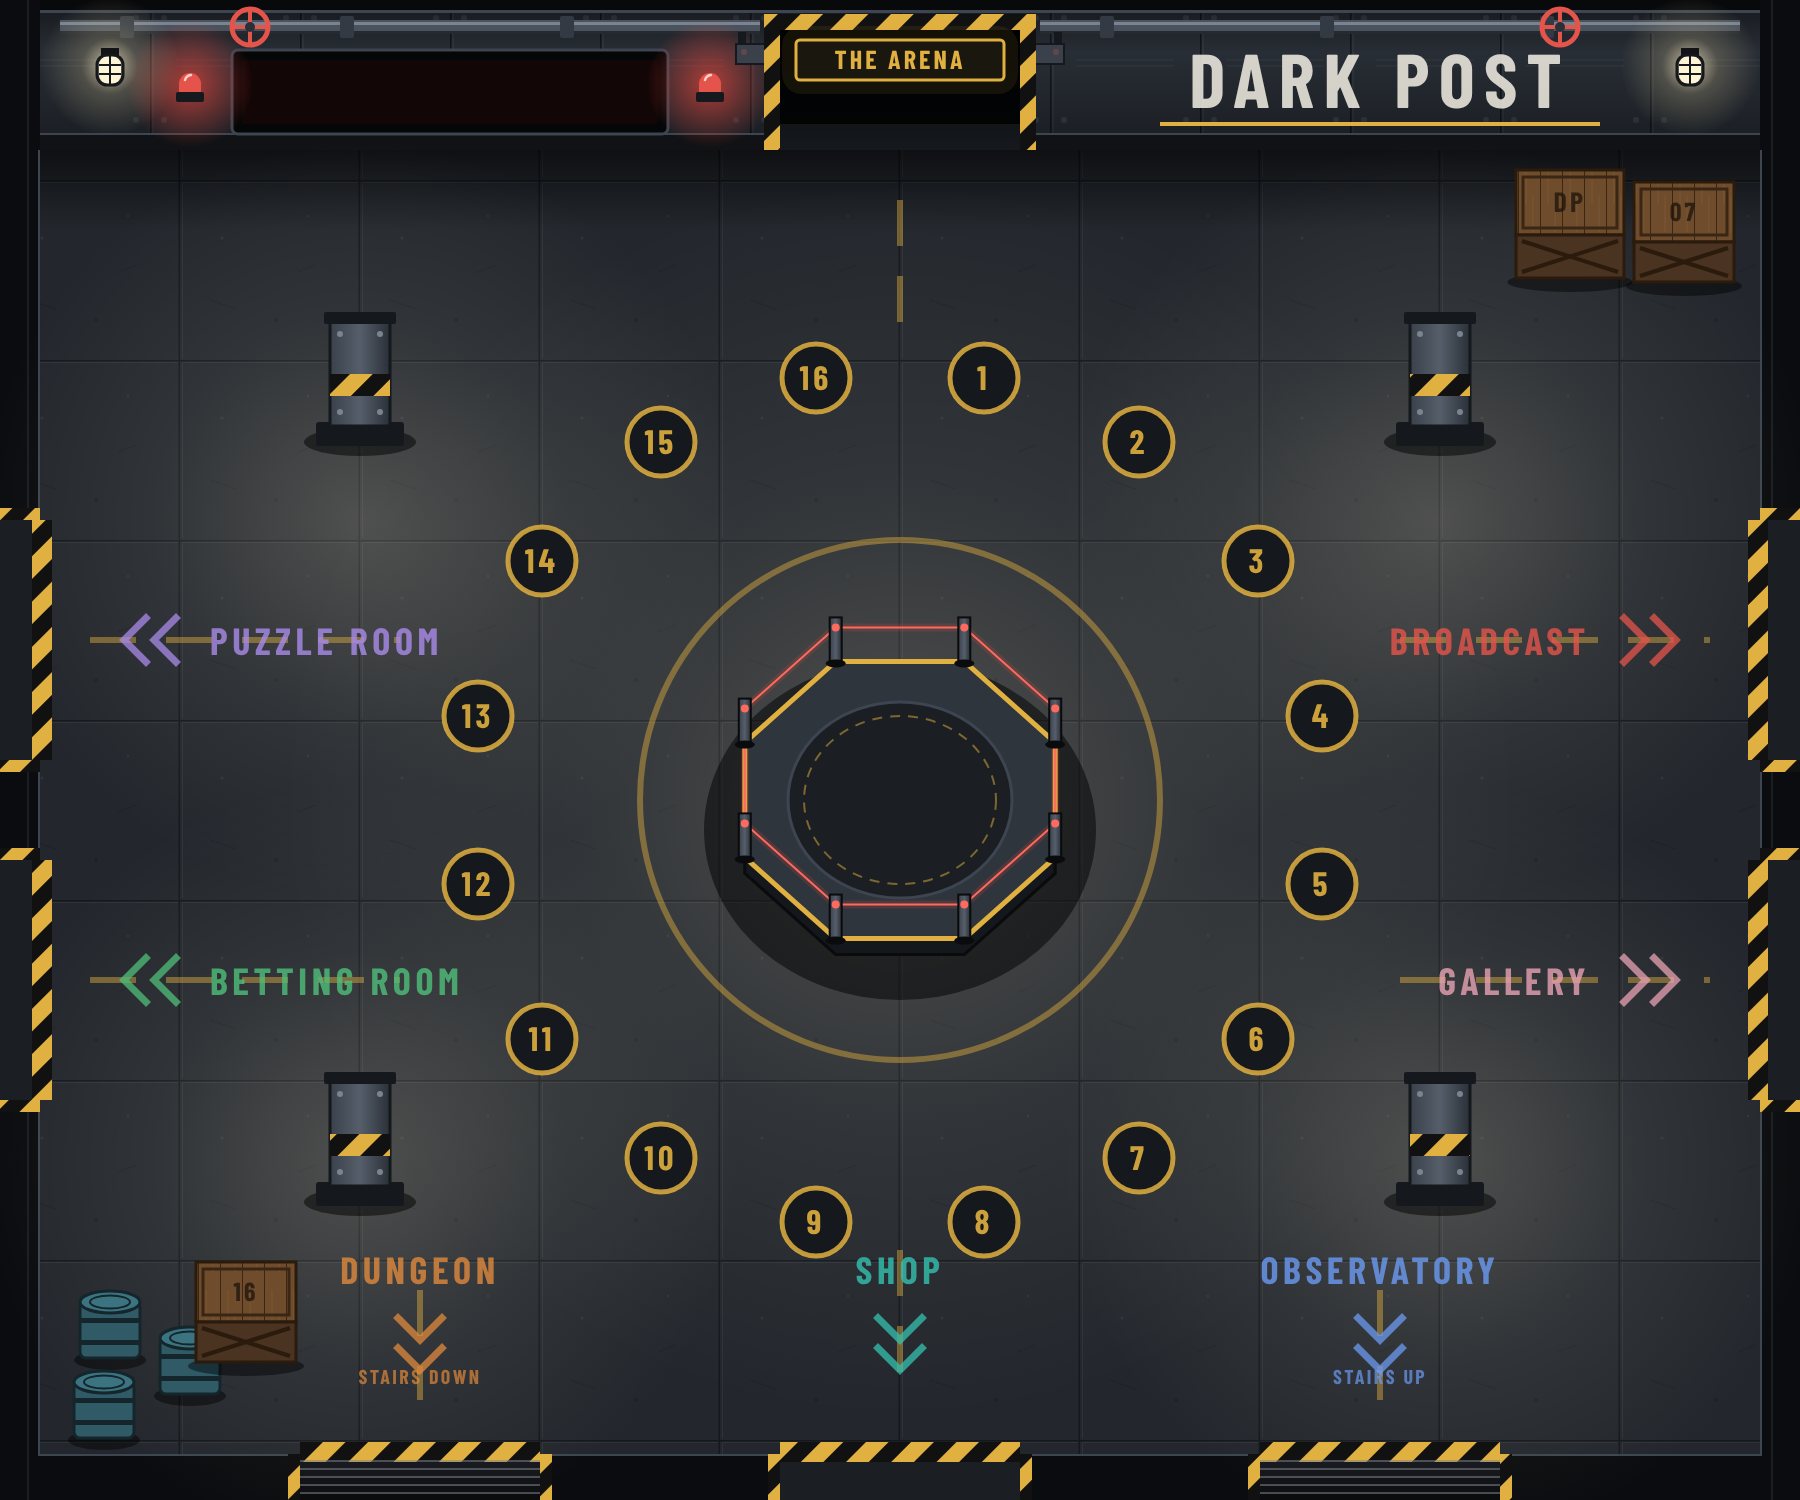 THE ARENA
DARK POST
DP
07
16
1
15
2
14
3
PUZZLE ROOM
BROADCAST
13
4
12
5
BETTING ROOM
GALLERY
11
6
10
7
9
8
DUNGEON
SHOP
OBSERVATORY
16
STAIRS DOWN
STAIRS UP